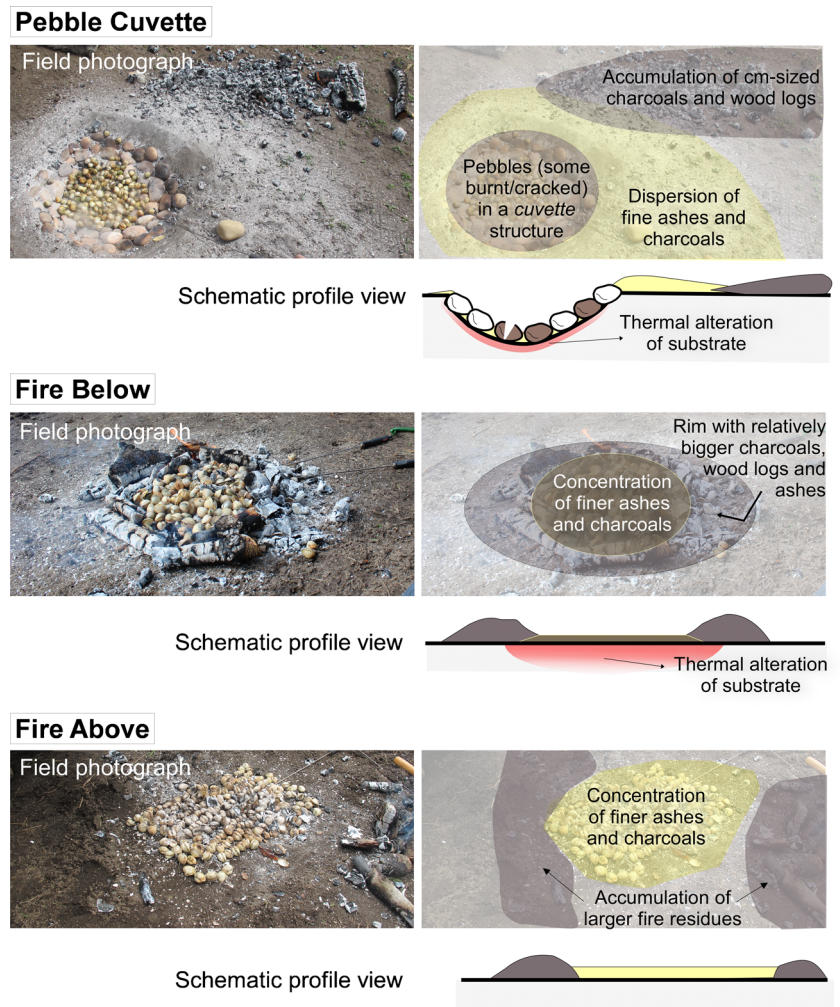 Pebble Cuvette
Field photograph
Accumulation of cm-sized
charcoals and wood logs
Pebbles (some
burnt/cracked)
in a cuvette
structure
Dispersion of
fine ashes and
charcoals
Schematic profile view
Thermal alteration
of substrate
Fire Below
Field photograph
Rim with relatively
bigger charcoals,
wood logs and
ashes
Concentration
of finer ashes
and charcoals
Schematic profile view
Thermal alteration
of substrate
Fire Above
Field photograph
Concentration
of finer ashes
and charcoals
Accumulation of
larger fire residues
Schematic profile view